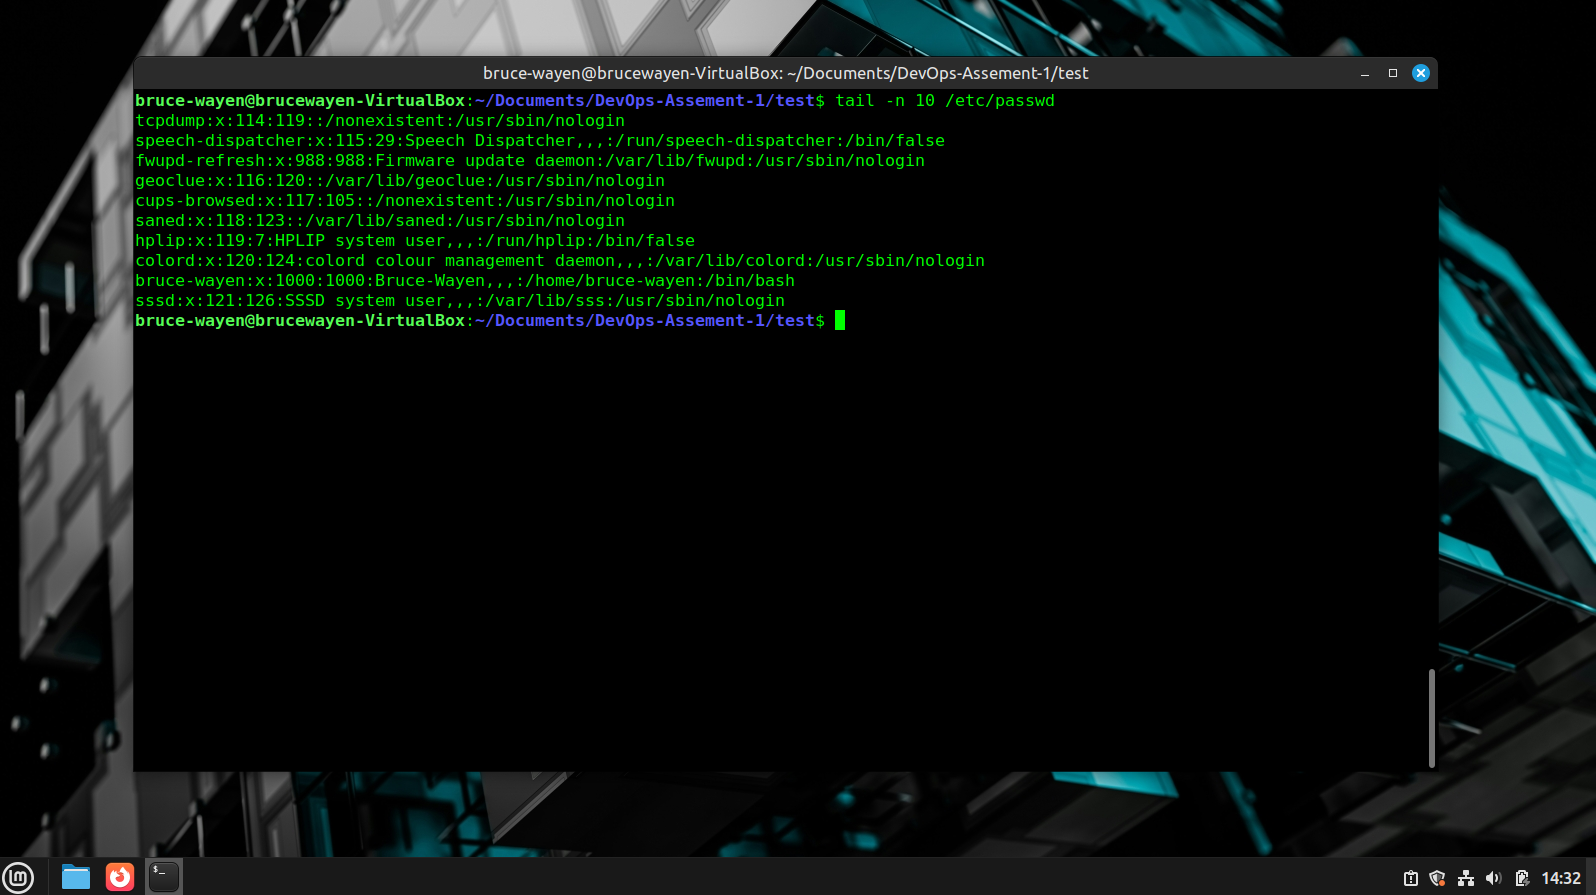 bruce-wayen@brucewayen-VirtualBox: ~/Documents/DevOps-Assement-1/test
bruce-wayen@brucewayen-VirtualBox:~/Documents/DevOps-Assement-1/test$ tail -n 10 /etc/passwd
tcpdump:x:114:119::/nonexistent:/usr/sbin/nologin
speech-dispatcher:x:115:29:Speech Dispatcher,,,:/run/speech-dispatcher:/bin/false
fwupd-refresh:x:988:988:Firmware update daemon:/var/lib/fwupd:/usr/sbin/nologin
geoclue:x:116:120::/var/lib/geoclue:/usr/sbin/nologin
cups-browsed:x:117:105::/nonexistent:/usr/sbin/nologin
saned:x:118:123::/var/lib/saned:/usr/sbin/nologin
hplip:x:119:7:HPLIP system user,,,:/run/hplip:/bin/false
colord:x:120:124:colord colour management daemon,,,:/var/lib/colord:/usr/sbin/nologin
bruce-wayen:x:1000:1000:Bruce-Wayen,,,:/home/bruce-wayen:/bin/bash
sssd:x:121:126:SSSD system user,,,:/var/lib/sss:/usr/sbin/nologin
bruce-wayen@brucewayen-VirtualBox:~/Documents/DevOps-Assement-1/test$
$_
14:32